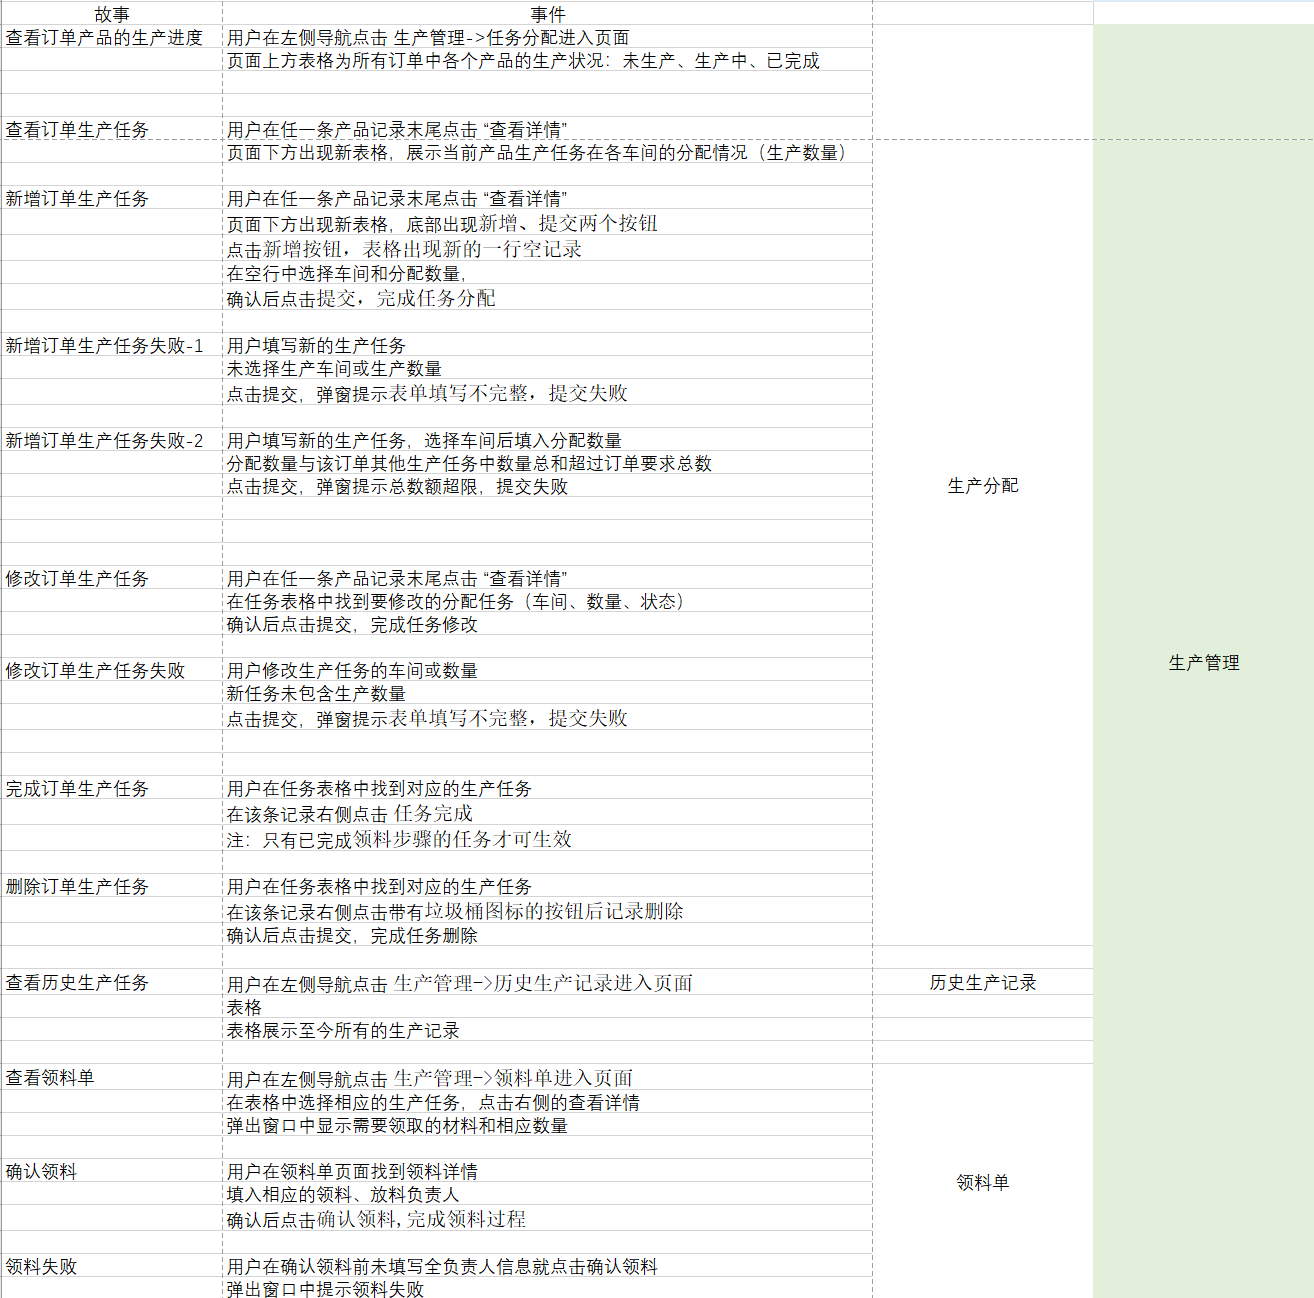 故事 事件
查看订单产品的生产进度 用户在左侧导航点击 生产管理->任务分配进入页面
页面上方表格为所有订单中各个产品的生产状况：未生产、生产中、已完成
查看订单生产任务 用户在任一条产品记录末尾点击 “查看详情”
页面下方出现新表格，展示当前产品生产任务在各车间的分配情况（生产数量）
新增订单生产任务 用户在任一条产品记录末尾点击 “查看详情”
页面下方出现新表格，底部出现新增、提交两个按钮
点击新增按钮，表格出现新的一行空记录
在空行中选择车间和分配数量，
确认后点击提交，完成任务分配
新增订单生产任务失败-1 用户填写新的生产任务
未选择生产车间或生产数量
点击提交，弹窗提示表单填写不完整，提交失败
新增订单生产任务失败-2 用户填写新的生产任务，选择车间后填入分配数量
分配数量与该订单其他生产任务中数量总和超过订单要求总数
点击提交，弹窗提示总数额超限，提交失败
生产分配
修改订单生产任务 用户在任一条产品记录末尾点击 “查看详情”
在任务表格中找到要修改的分配任务（车间、数量、状态）
确认后点击提交，完成任务修改
修改订单生产任务失败 用户修改生产任务的车间或数量
生产管理
新任务未包含生产数量
点击提交，弹窗提示表单填写不完整，提交失败
完成订单生产任务 用户在任务表格中找到对应的生产任务
在该条记录右侧点击 任务完成
注：只有已完成领料步骤的任务才可生效
删除订单生产任务 用户在任务表格中找到对应的生产任务
在该条记录右侧点击带有垃圾桶图标的按钮后记录删除
确认后点击提交，完成任务删除
查看历史生产任务 用户在左侧导航点击 生产管理->历史生产记录进入页面 历史生产记录
表格
表格展示至今所有的生产记录
查看领料单 用户在左侧导航点击 生产管理->领料单进入页面
在表格中选择相应的生产任务，点击右侧的查看详情
弹出窗口中显示需要领取的材料和相应数量
确认领料 用户在领料单页面找到领料详情
领料单
填入相应的领料、放料负责人
确认后点击确认领料,完成领料过程
领料失败 用户在确认领料前未填写全负责人信息就点击确认领料
弹出窗口中提示领料失败